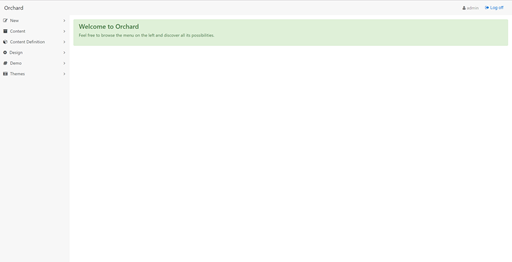 Orchard
admin
Log off
New
Content
Content Definition
Design
Demo
Themes
Welcome to Orchard
Feel free to browse the menu on the left and discover all its possibilities.